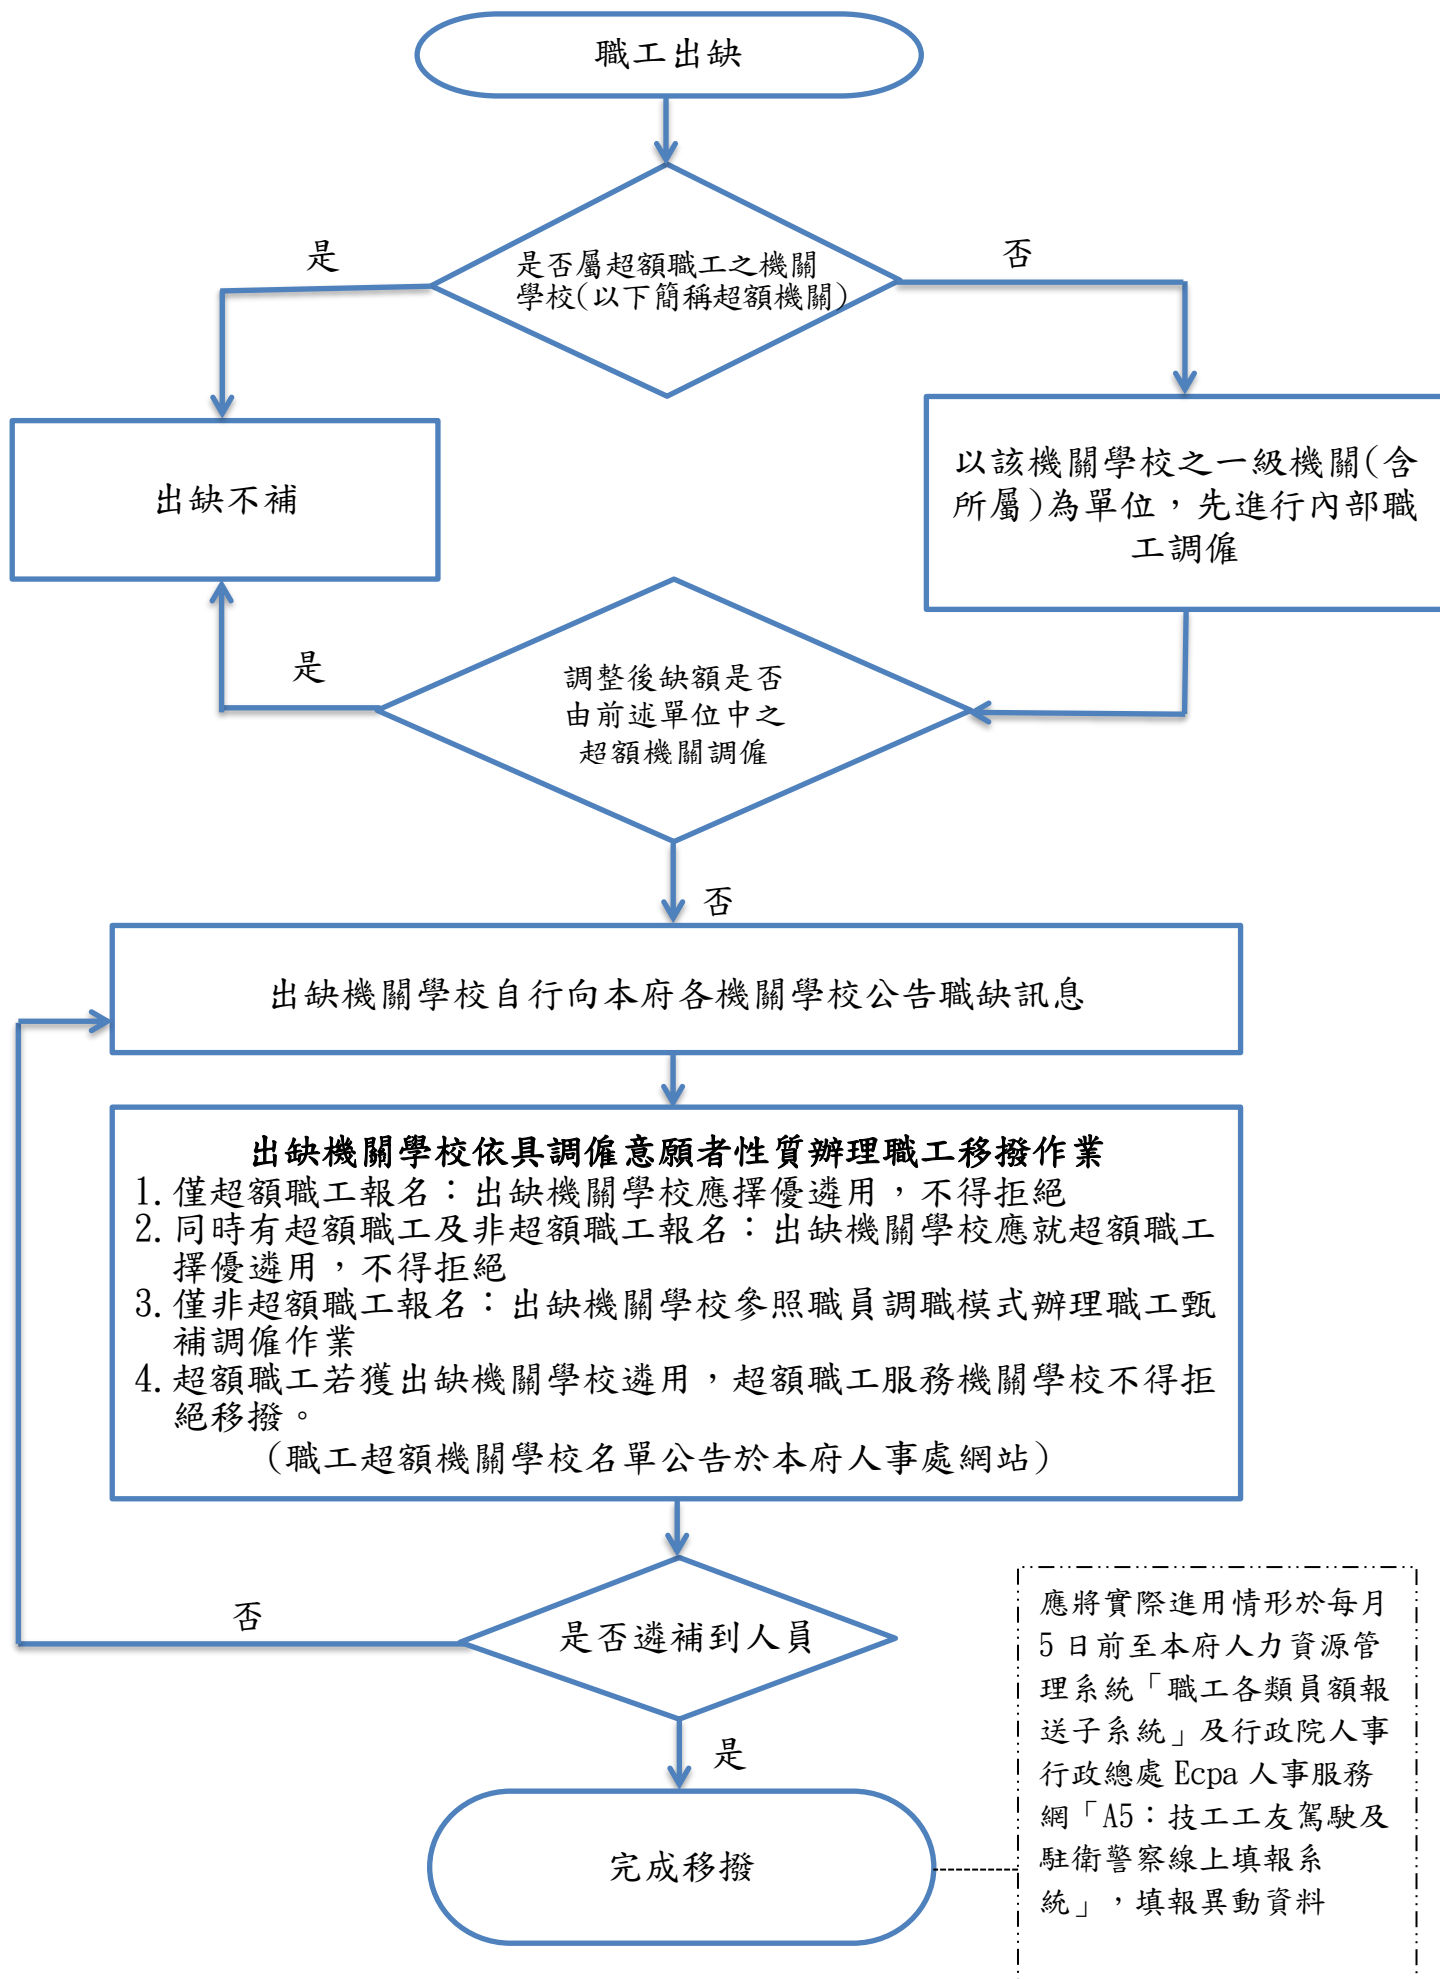 職工出缺
是
否
是否屬超額職工之機關
學校(以下簡稱超額機關)
出缺不補
以該機關學校之一級機關(含
所屬)為單位，先進行內部職
工調僱
是
調整後缺額是否
由前述單位中之
超額機關調僱
否
出缺機關學校自行向本府各機關學校公告職缺訊息
出缺機關學校依具調僱意願者性質辦理職工移撥作業
1.僅超額職工報名：出缺機關學校應擇優遴用，不得拒絕
2.同時有超額職工及非超額職工報名：出缺機關學校應就超額職工
擇優遴用，不得拒絕
3.僅非超額職工報名：出缺機關學校參照職員調職模式辦理職工甄
補調僱作業
4.超額職工若獲出缺機關學校遴用，超額職工服務機關學校不得拒
絕移撥。
(職工超額機關學校名單公告於本府人事處網站)
否
是否遴補到人員
是
完成移撥
應將實際進用情形於每月
5日前至本府人力資源管
理系統「職工各類員額報
送子系統」及行政院人事
行政總處 Ecpa 人事服務
網「A5：技工工友駕駛及
駐衛警察線上填報系
統」，填報異動資料